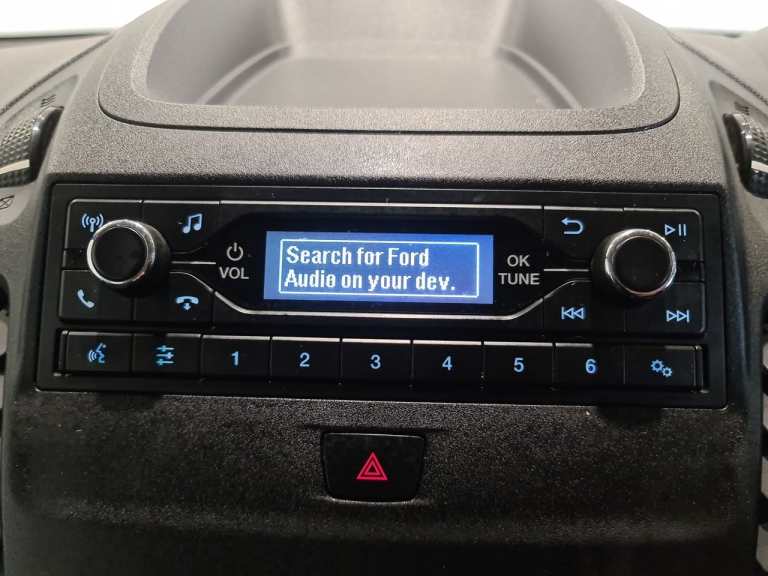 Search for Ford
Audio on your dev.
VOL
OK
TUNE
1 2 3 4 5 6